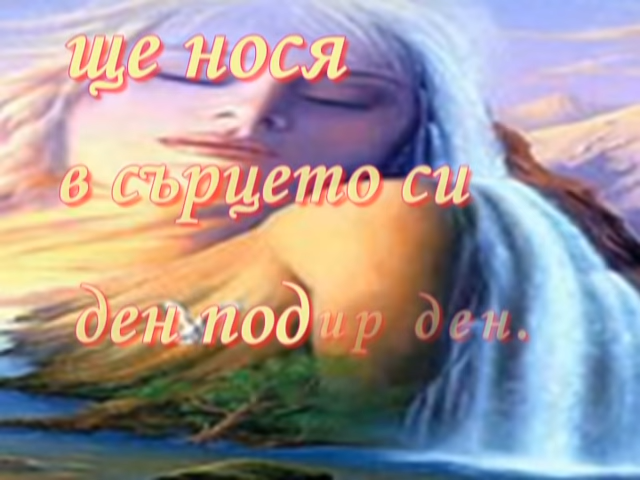 ще нося
в сърцето си
ден подир ден.